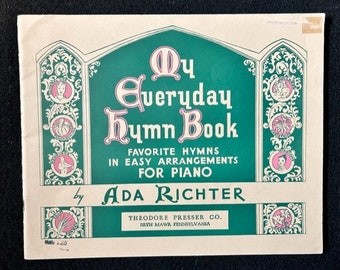 My
Everyday
Hymn Book
FAVORITE HYMNS
IN EASY ARRANGEMENTS
FOR PIANO
by ADA RICHTER
THEODORE PRESSER CO.
BRYN MAWR PENNSYLVANIA